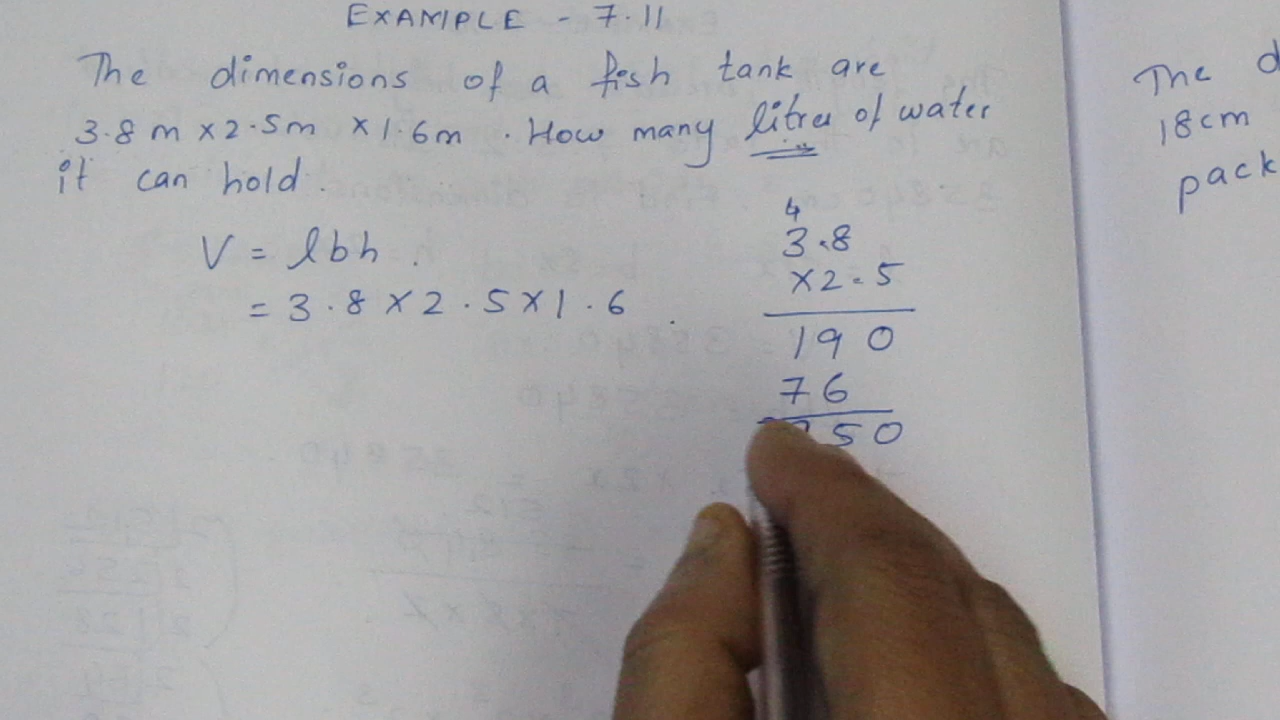 EXAMPLE - 7.11
The dimensions of a fish tank are
3.8 m x 2.5m x 1.6m . How many litres of water
it can hold.
V = lbh .
= 3.8 x 2.5 x 1.6
4
3.8
x2.5
190
76
50
The
18cm
pack